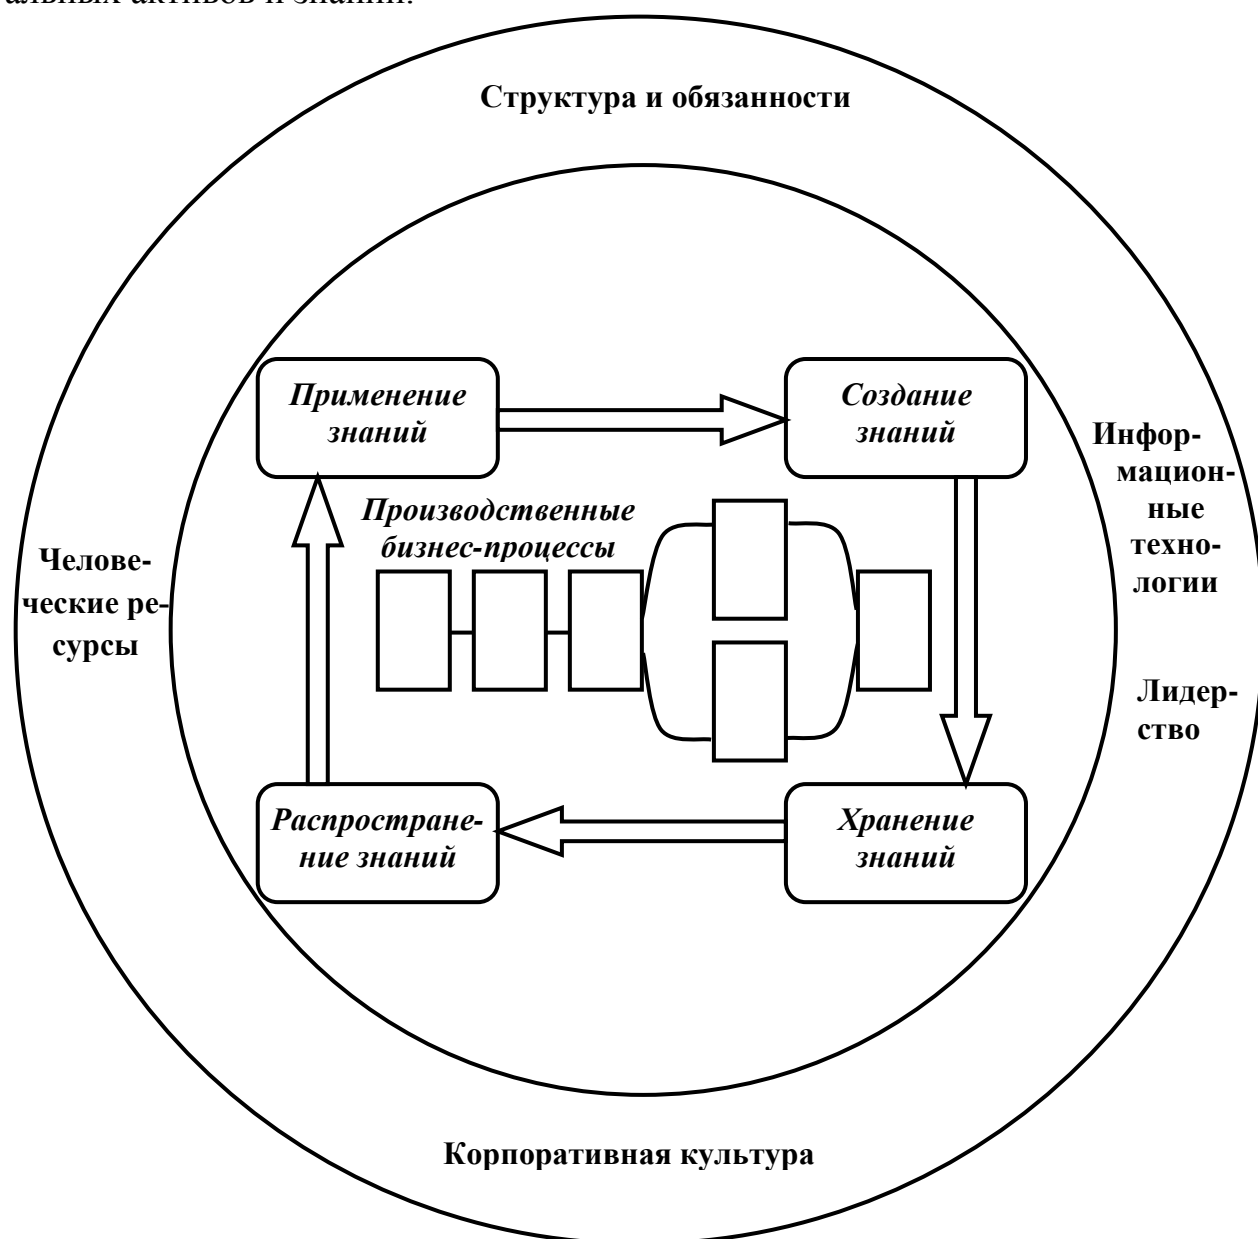 альных активов и знаний.
Структура и обязанности
Применение
знаний
Создание
знаний
Инфор-
мацион-
ные
техно-
логии
Производственные
бизнес-процессы
Челове-
ческие ре-
сурсы
Лидер-
ство
Распростране-
ние знаний
Хранение
знаний
Корпоративная культура